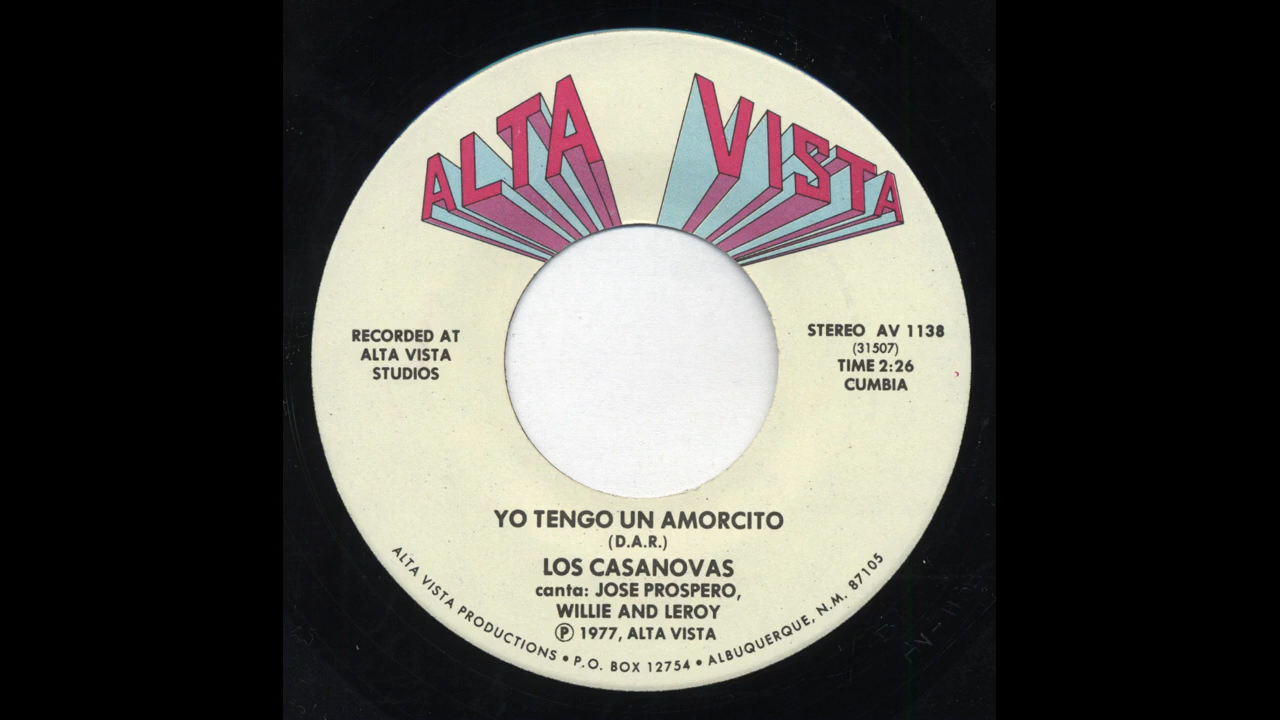 ALTA VISTA
RECORDED AT
ALTA VISTA
STUDIOS
STEREO AV 1138
(31507)
TIME 2:26
CUMBIA
YO TENGO UN AMORCITO
(D.A.R.)
LOS CASANOVAS
canta: JOSE PROSPERO,
WILLIE AND LEROY
Ⓟ 1977, ALTA VISTA
ALTA VISTA PRODUCTIONS • P.O. BOX 12754 • ALBUQUERQUE, N.M. 87105